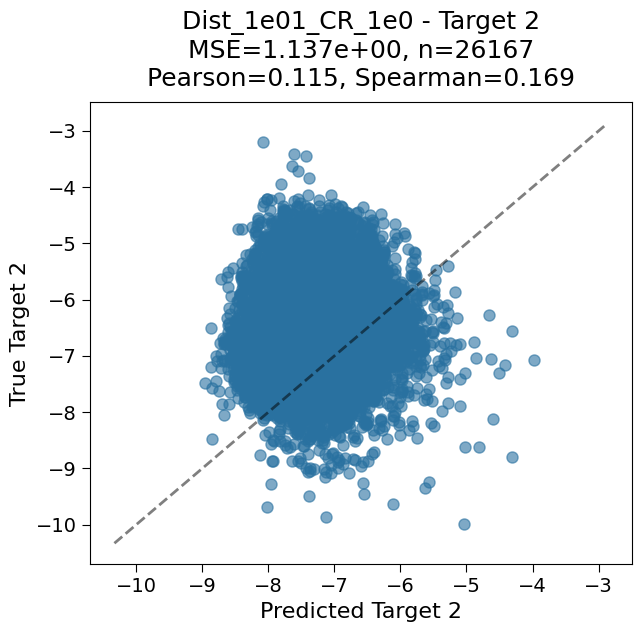 Dist_1e01_CR_1e0 - Target 2
MSE=1.137e+00, n=26167
Pearson=0.115, Spearman=0.169
−3
−4
−5
−6
−7
−8
−9
−10
True Target 2
−10 −9 −8 −7 −6 −5 −4 −3
Predicted Target 2